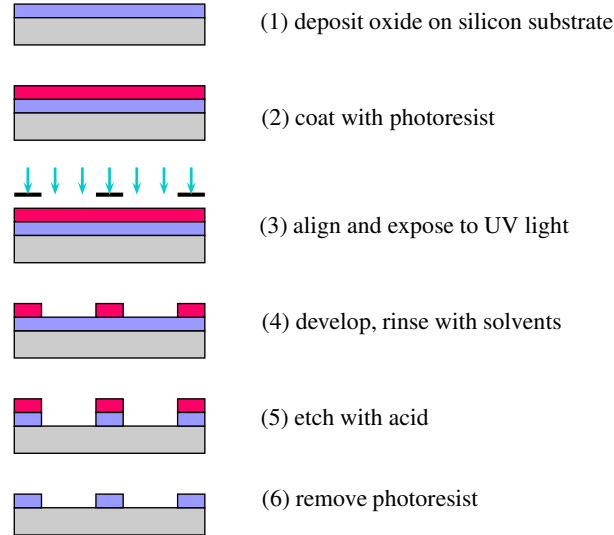 (1) deposit oxide on silicon substrate
(2) coat with photoresist
(3) align and expose to UV light
(4) develop, rinse with solvents
(5) etch with acid
(6) remove photoresist